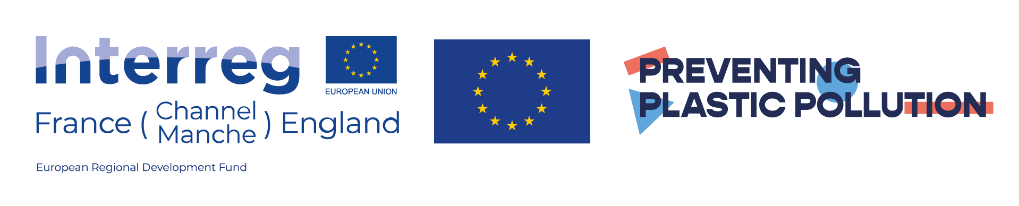 Interreg
EUROPEAN UNION
France ( Channel Manche ) England
European Regional Development Fund
PREVENTING
PLASTIC POLLUTION